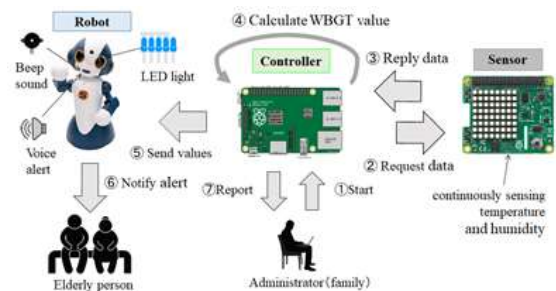 ④ Calculate WBGT value
Robot
Controller
Sensor
Beep
sound
LED light
③ Reply data
Voice
alert
⑤ Send values
② Request data
⑥ Notify alert
⑦Report
①Start
continuously sensing
temperature
and humidity
Elderly person
Administrator(family)